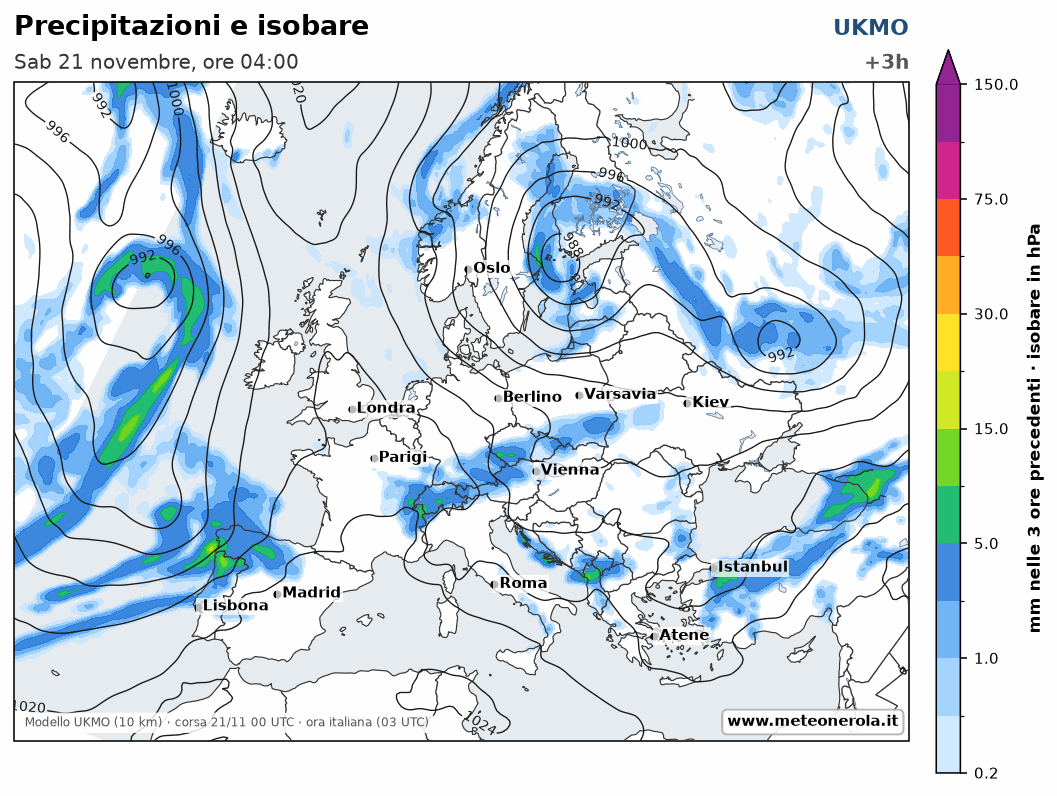 Precipitazioni e isobare
UKMO
Sab 21 novembre, ore 04:00
+3h
992
1000
1020
996
1000
996
992
996
992
988
992
Oslo
Londra
Berlino
Varsavia
Kiev
Parigi
Vienna
Istanbul
Roma
Madrid
Lisbona
Atene
1020
1024
Modello UKMO (10 km) · corsa 21/11 00 UTC · ora italiana (03 UTC)
www.meteonerola.it
150.0
75.0
30.0
15.0
5.0
1.0
0.2
mm nelle 3 ore precedenti · isobare in hPa